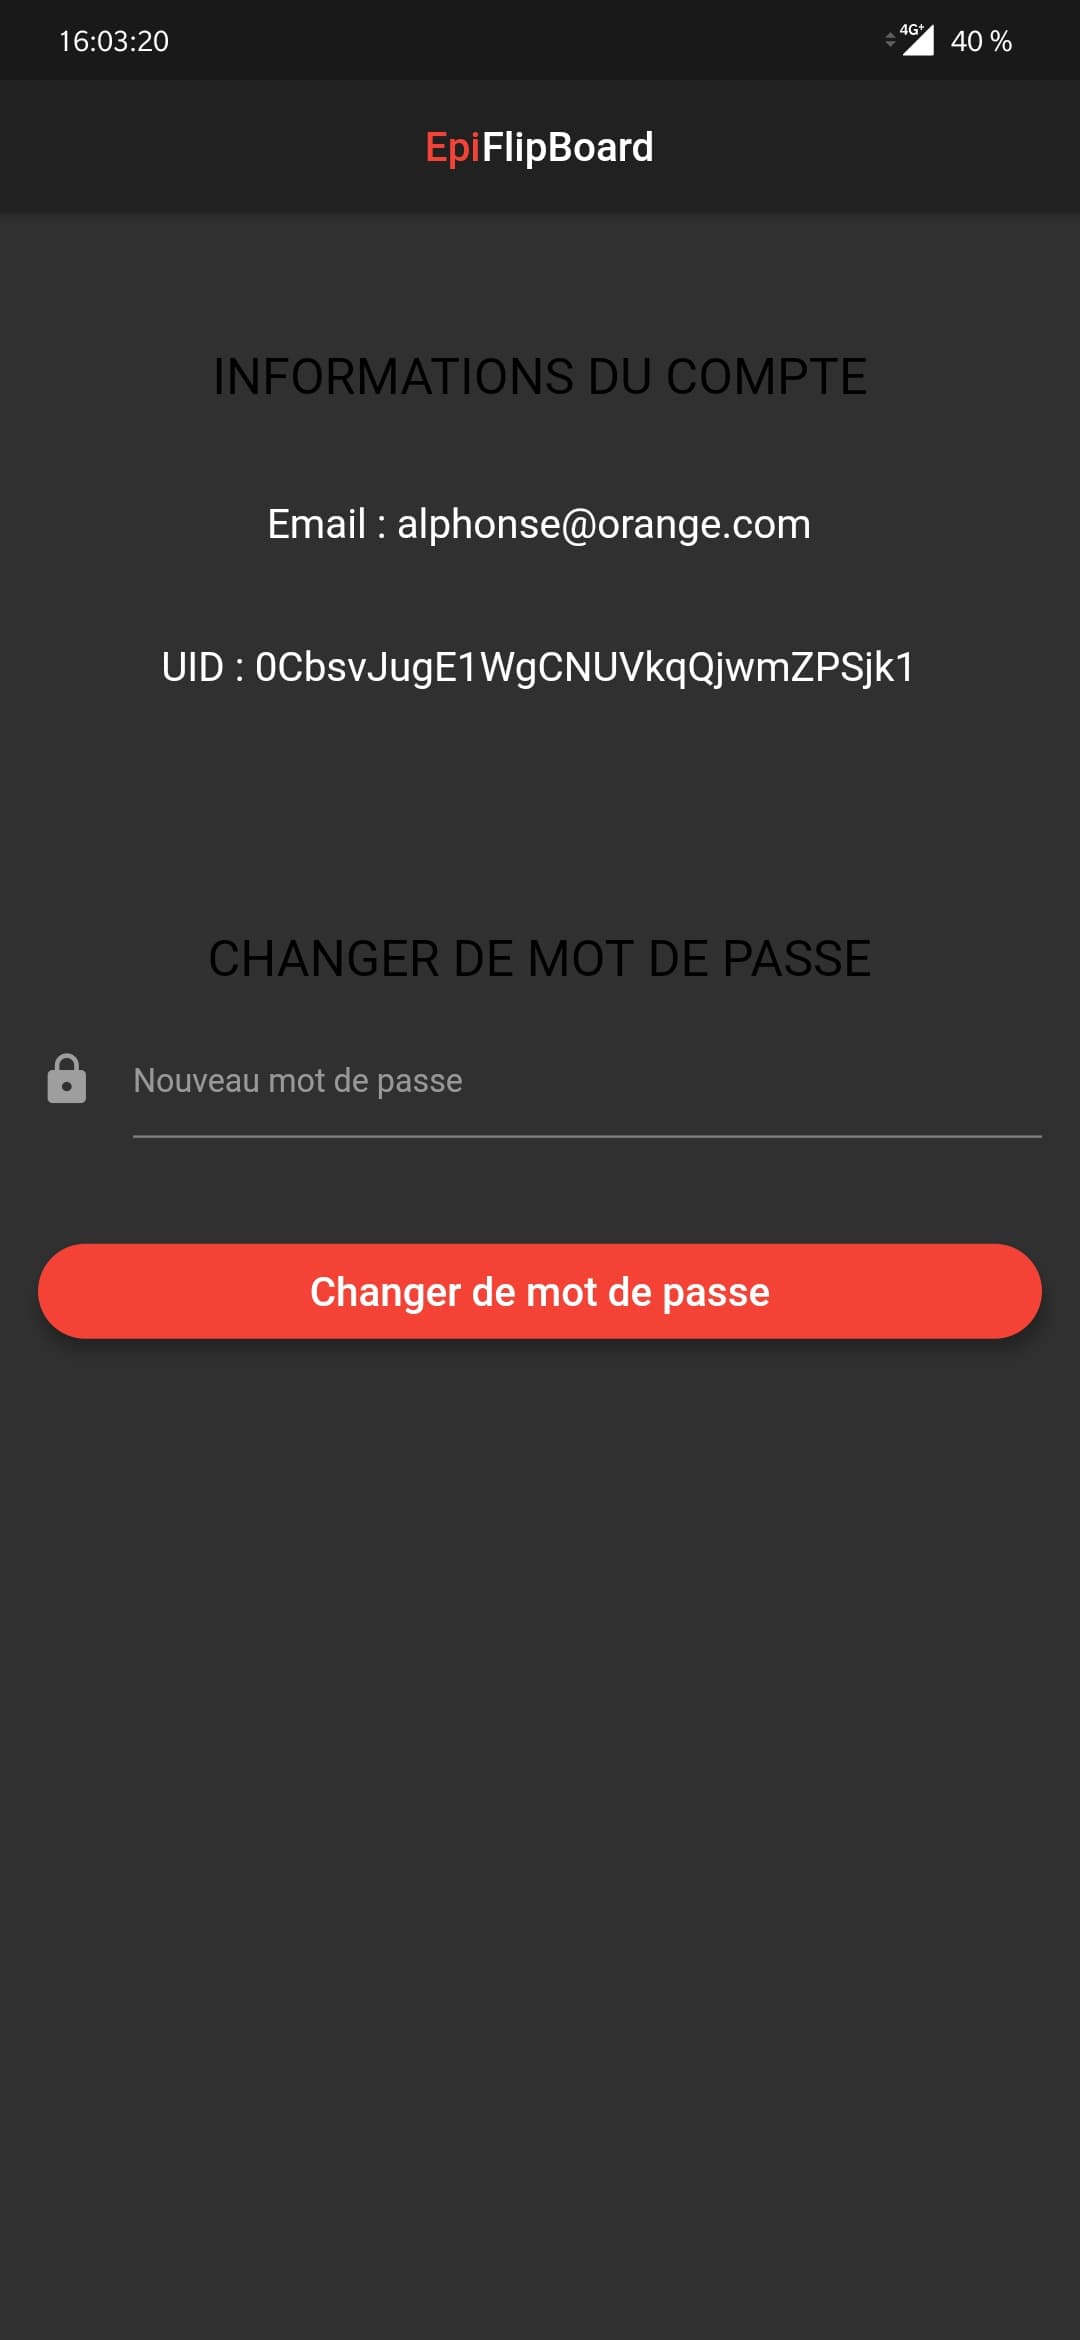 16:03:20 4G+ 40 %
EpiFlipBoard
INFORMATIONS DU COMPTE
Email : alphonse@orange.com
UID : 0CbsvJugE1WgCNUVkqQjwmZPSjk1
CHANGER DE MOT DE PASSE
Nouveau mot de passe
Changer de mot de passe